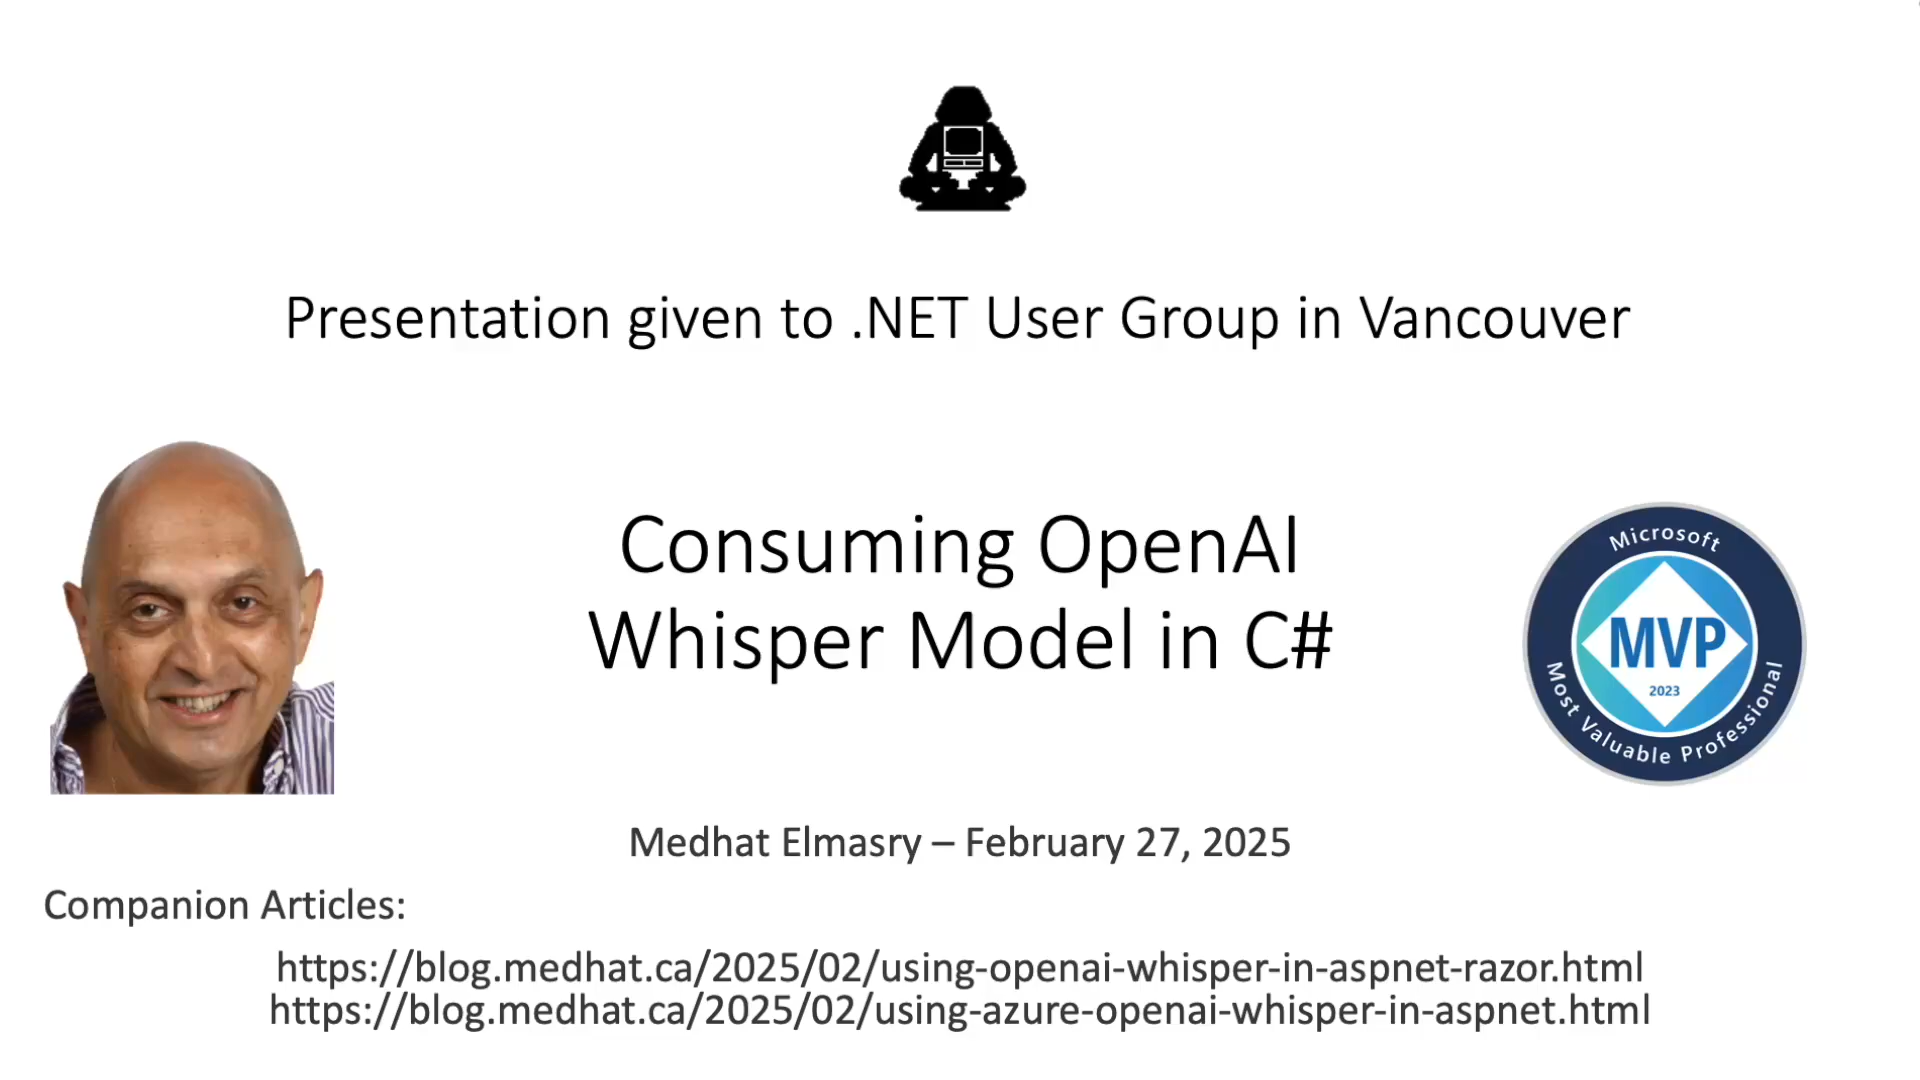 Presentation given to .NET User Group in Vancouver
Consuming OpenAI
Whisper Model in C#
Microsoft
MVP
2023
Most Valuable Professional
Medhat Elmasry – February 27, 2025
Companion Articles:
https://blog.medhat.ca/2025/02/using-openai-whisper-in-aspnet-razor.html
https://blog.medhat.ca/2025/02/using-azure-openai-whisper-in-aspnet.html